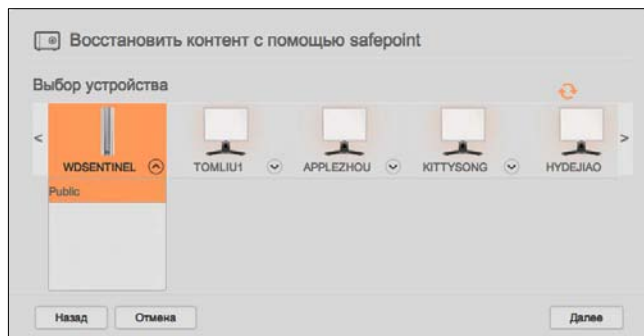 Восстановить контент с помощью safepoint
Выбор устройства
< WDSENTINEL TOMLIU1 APPLEZHOU KITTYSONG HYDEJIAO >
Public
Назад Отмена Далее